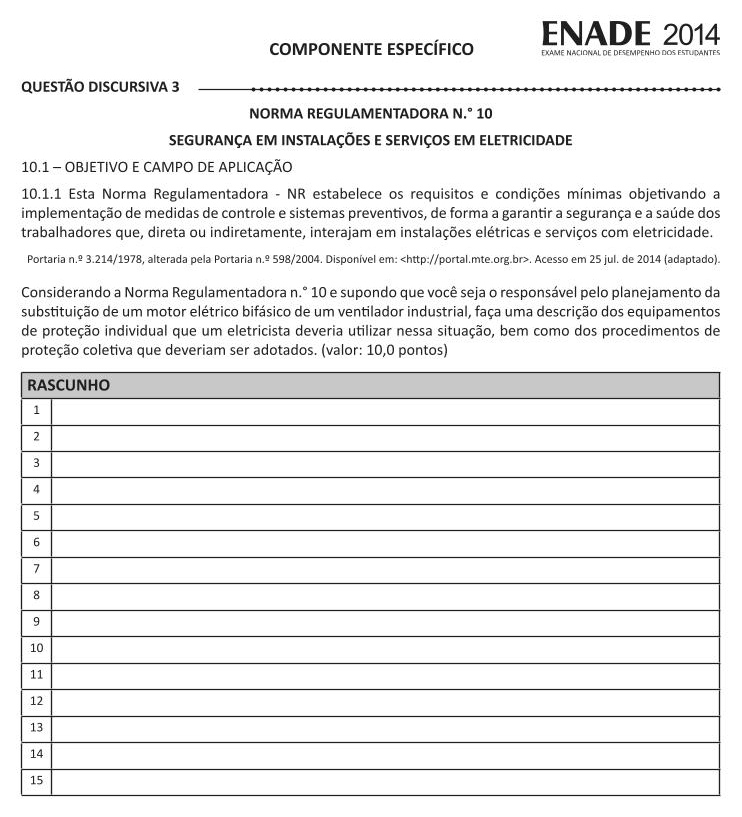 ENADE 2014
EXAME NACIONAL DE DESEMPENHO DOS ESTUDANTES
COMPONENTE ESPECÍFICO
QUESTÃO DISCURSIVA 3
NORMA REGULAMENTADORA N.° 10
SEGURANÇA EM INSTALAÇÕES E SERVIÇOS EM ELETRICIDADE
10.1 – OBJETIVO E CAMPO DE APLICAÇÃO
10.1.1 Esta Norma Regulamentadora - NR estabelece os requisitos e condições mínimas objetivando a
implementação de medidas de controle e sistemas preventivos, de forma a garantir a segurança e a saúde dos
trabalhadores que, direta ou indiretamente, interajam em instalações elétricas e serviços com eletricidade.
Portaria n.º 3.214/1978, alterada pela Portaria n.º 598/2004. Disponível em: <http://portal.mte.org.br>. Acesso em 25 jul. de 2014 (adaptado).
Considerando a Norma Regulamentadora n.° 10 e supondo que você seja o responsável pelo planejamento da
substituição de um motor elétrico bifásico de um ventilador industrial, faça uma descrição dos equipamentos
de proteção individual que um eletricista deveria utilizar nessa situação, bem como dos procedimentos de
proteção coletiva que deveriam ser adotados. (valor: 10,0 pontos)
RASCUNHO
1
2
3
4
5
6
7
8
9
10
11
12
13
14
15